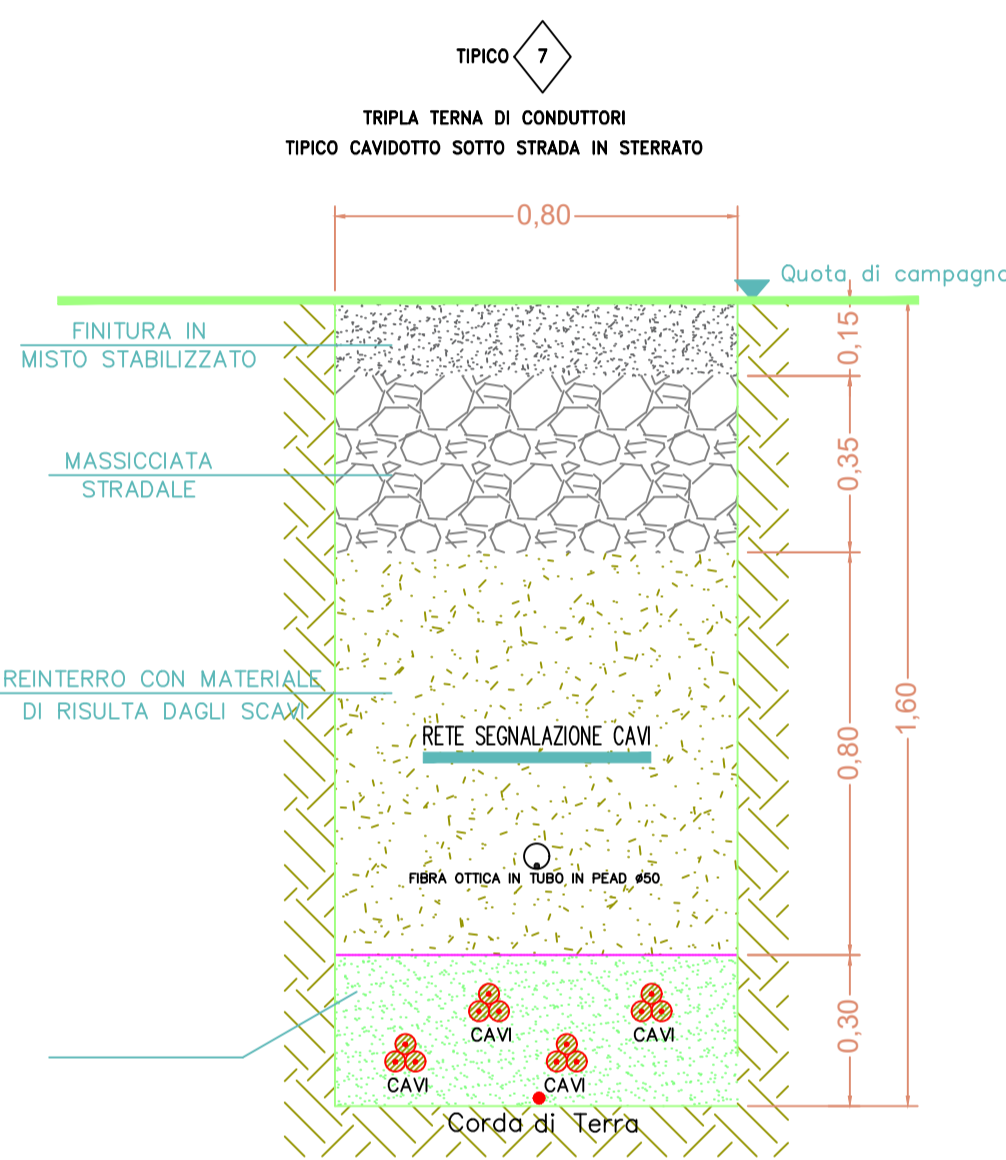 TIPICO 7
TRIPLA TERNA DI CONDUTTORI
TIPICO CAVIDOTTO SOTTO STRADA IN STERRATO
0,80
Quota di campagna
FINITURA IN
MISTO STABILIZZATO
0,15
MASSICCIATA
STRADALE
0,35
REINTERRO CON MATERIALE
DI RISULTA DAGLI SCAVI
RETE SEGNALAZIONE CAVI
0,80
1,60
FIBRA OTTICA IN TUBO IN PEAD ø50
CAVI
CAVI
0,30
CAVI
CAVI
Corda di Terra